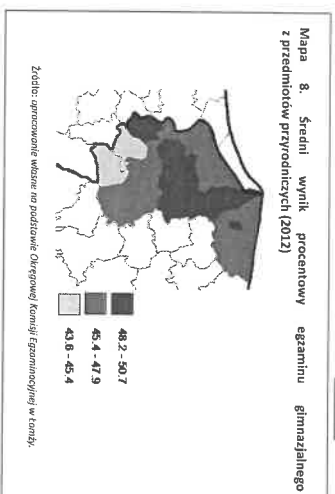 Mapa 8. Średni wynik procentowy egzaminu gimnazjalnego
z przedmiotów przyrodniczych (2012)
48.2 - 50.7
45.4 - 47.9
43.6 - 45.4
Źródło: opracowanie własne na podstawie Okręgowej Komisji Egzaminacyjnej w Łomży.